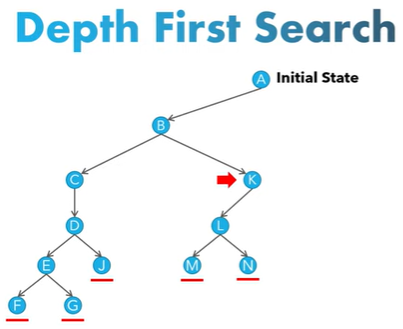 Depth First Search
A Initial State
B
C K
D L
E J M N
F G